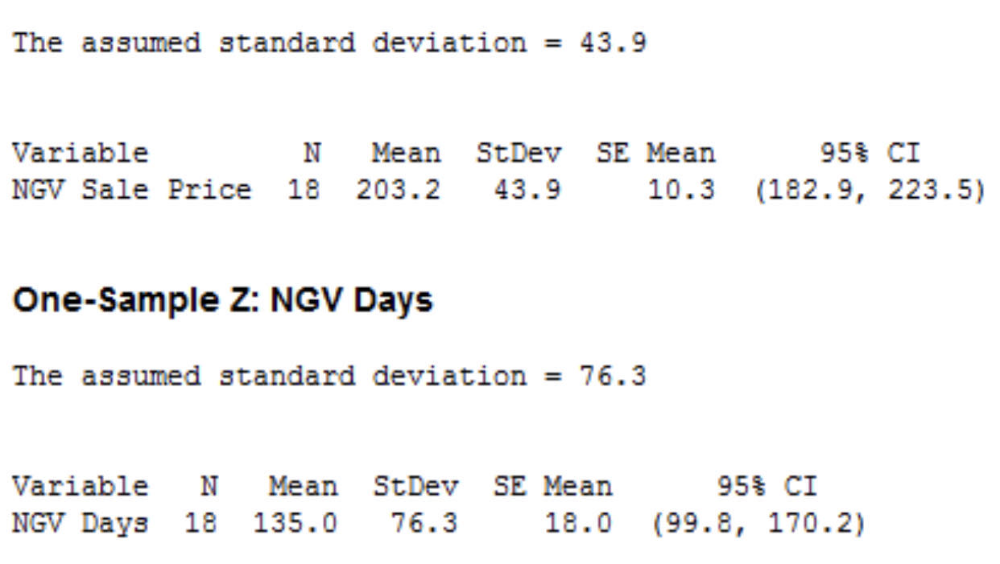 The assumed standard deviation = 43.9
Variable N Mean StDev SE Mean 95% CI
NGV Sale Price 18 203.2 43.9 10.3 (182.9, 223.5)
One-Sample Z: NGV Days
The assumed standard deviation = 76.3
Variable N Mean StDev SE Mean 95% CI
NGV Days 18 135.0 76.3 18.0 (99.8, 170.2)